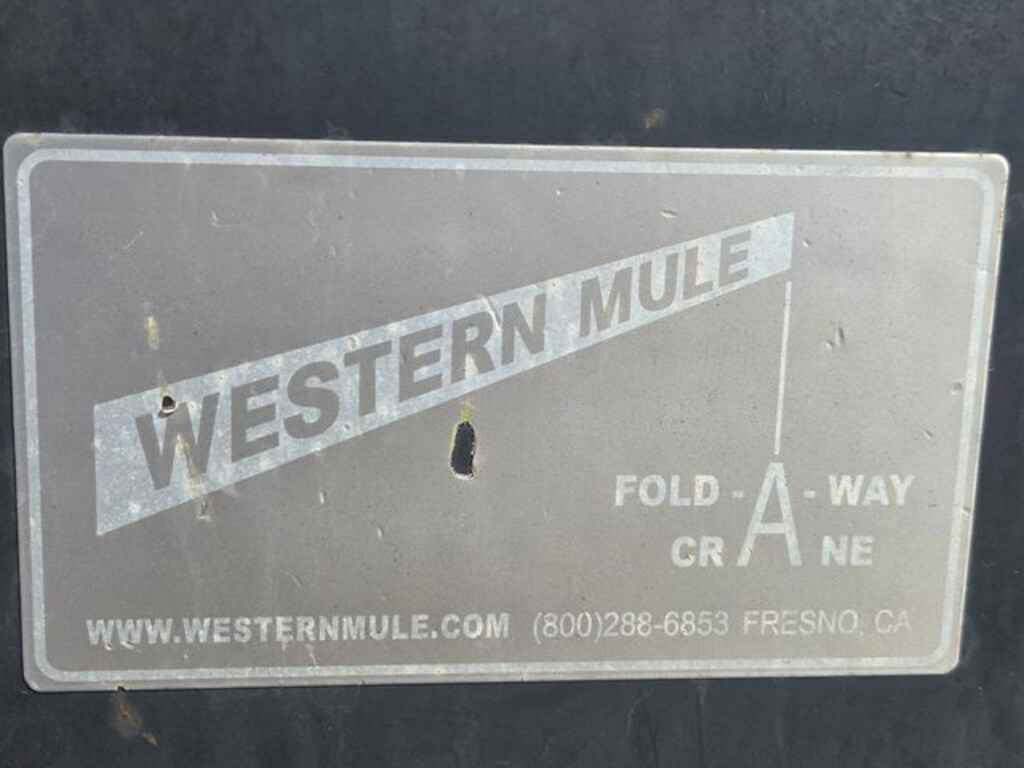 WESTERN MULE
FOLD - A - WAY
CRANE
WWW.WESTERNMULE.COM (800)288-6853 FRESNO, CA